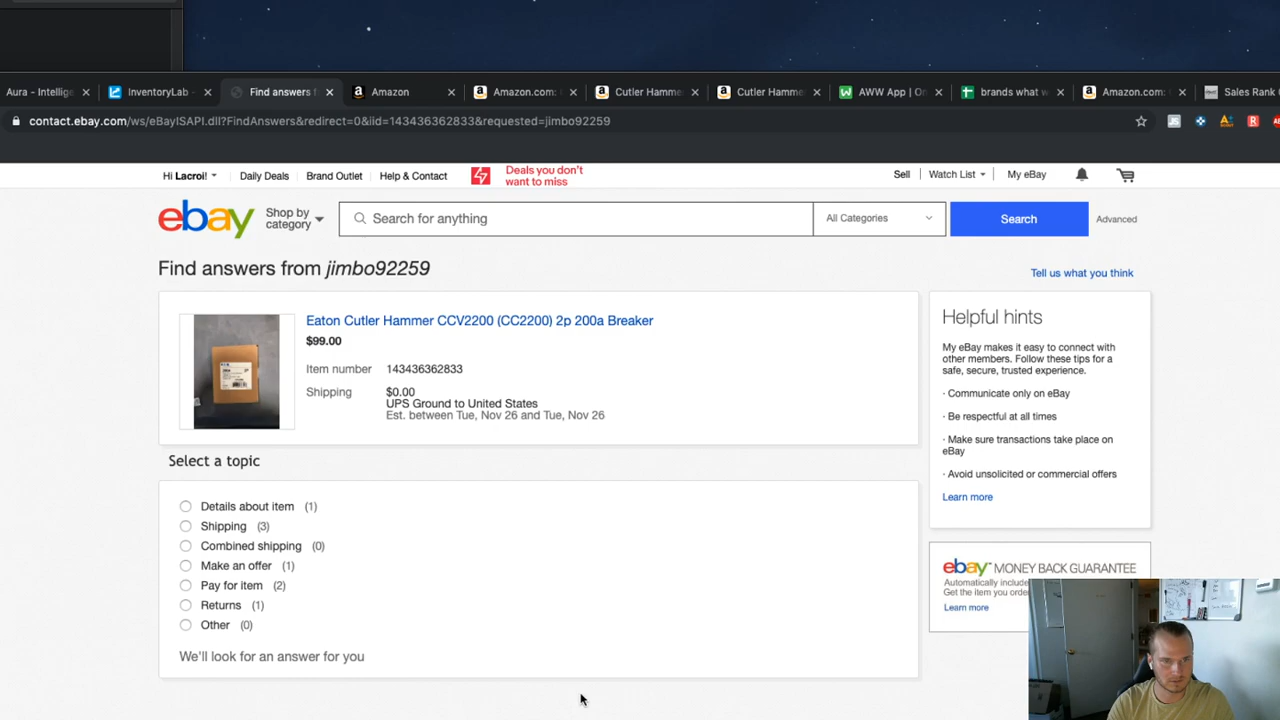 Aura - Intellige
InventoryLab -
Find answers f
Amazon
Amazon.com:
Cutler Hamme
Cutler Hamme
AWW App | On
brands what w
Amazon.com:
Sales Rank
contact.ebay.com/ws/eBayISAPI.dll?FindAnswers&redirect=0&iid=143436362833&requested=jimbo92259
Hi Lacroi!
Daily Deals
Brand Outlet
Help & Contact
Deals you don't
want to miss
Sell
Watch List
My eBay
ebay
Shop by
category
Search for anything
All Categories
Search
Advanced
Find answers from jimbo92259
Tell us what you think
Eaton Cutler Hammer CCV2200 (CC2200) 2p 200a Breaker
$99.00
Item number 143436362833
Shipping $0.00
UPS Ground to United States
Est. between Tue, Nov 26 and Tue, Nov 26
Select a topic
Details about item (1)
Shipping (3)
Combined shipping (0)
Make an offer (1)
Pay for item (2)
Returns (1)
Other (0)
We'll look for an answer for you
Helpful hints
My eBay makes it easy to connect with
other members. Follow these tips for a
safe, secure, trusted experience.
· Communicate only on eBay
· Be respectful at all times
· Make sure transactions take place on
eBay
· Avoid unsolicited or commercial offers
Learn more
ebay MONEY BACK GUARANTEE
Automatically include
Get the item you orde
Learn more